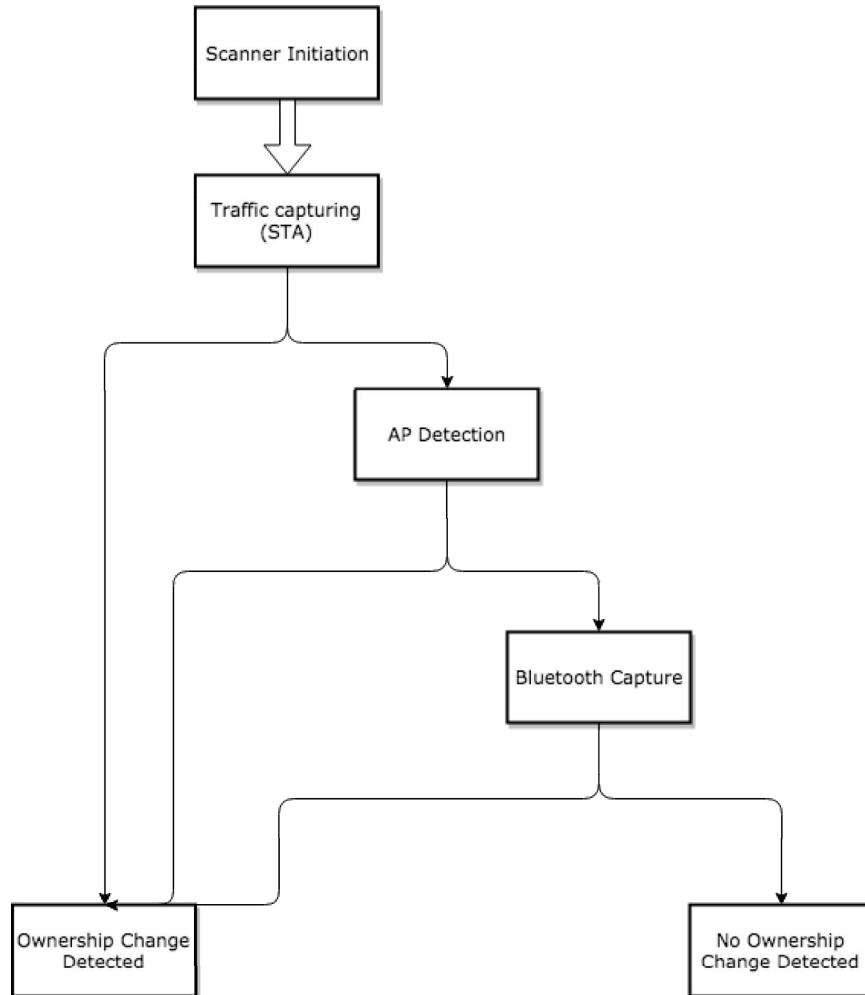 Scanner Initiation
Traffic capturing
(STA)
AP Detection
Bluetooth Capture
Ownership Change
Detected
No Ownership
Change Detected